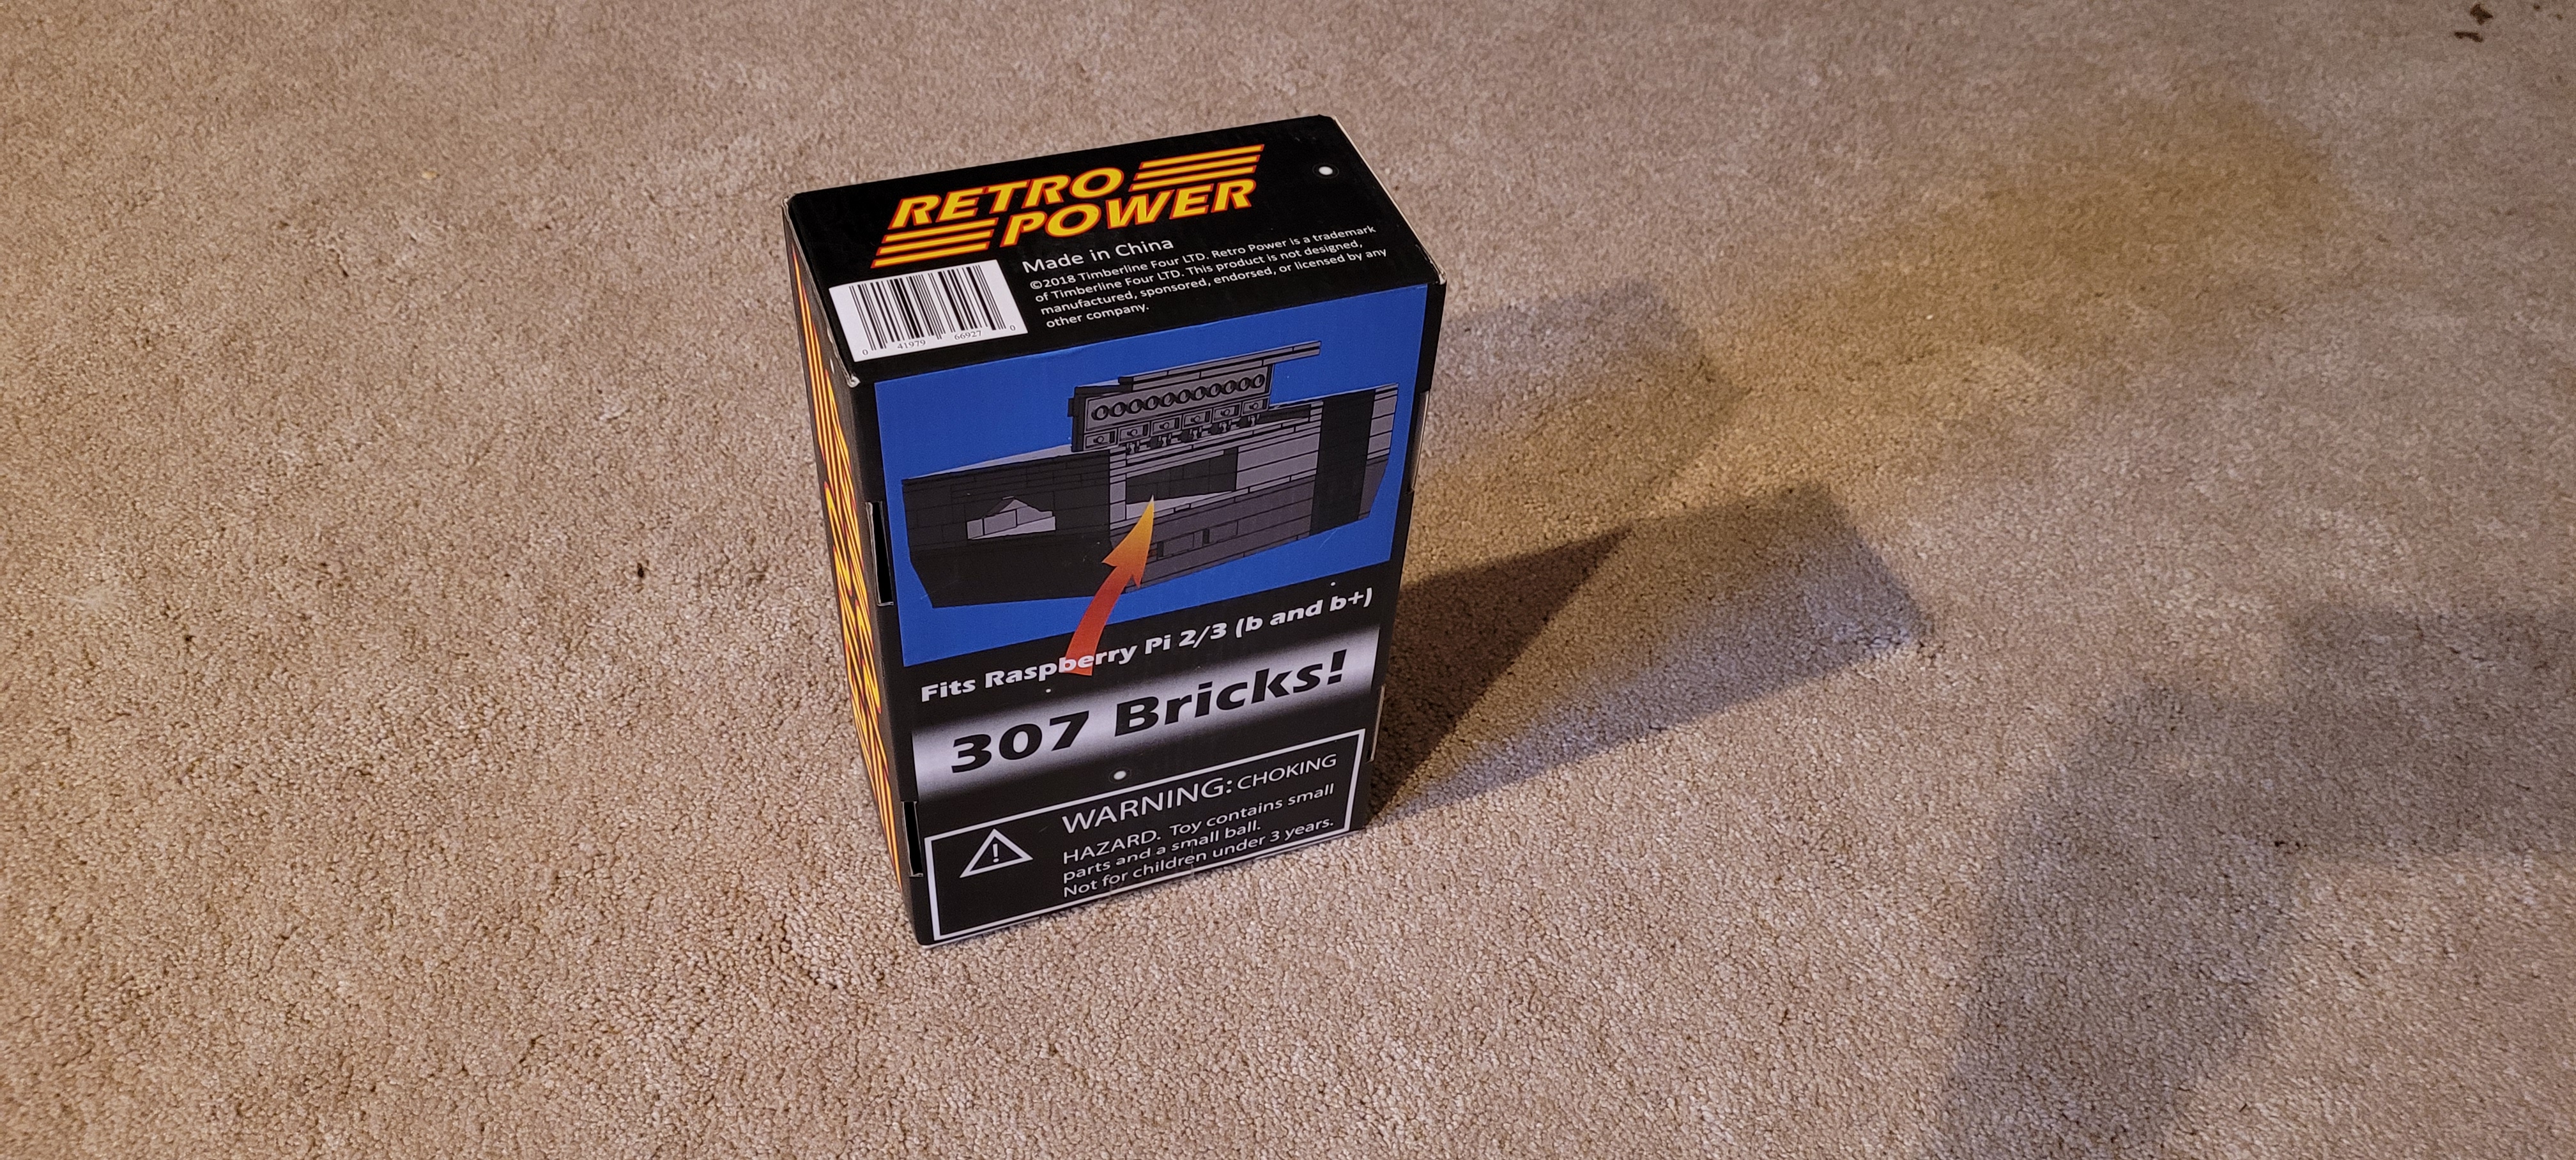 RETRO
POWER
Made in China
©2018 Timberline Four LTD. Retro Power is a trademark
of Timberline Four LTD. This product is not designed,
manufactured, sponsored, endorsed, or licensed by any
other company.
0 41979 66927 0
Fits Raspberry Pi 2/3 (b and b+)
307 Bricks!
WARNING: CHOKING
HAZARD. Toy contains small
parts and a small ball.
Not for children under 3 years.